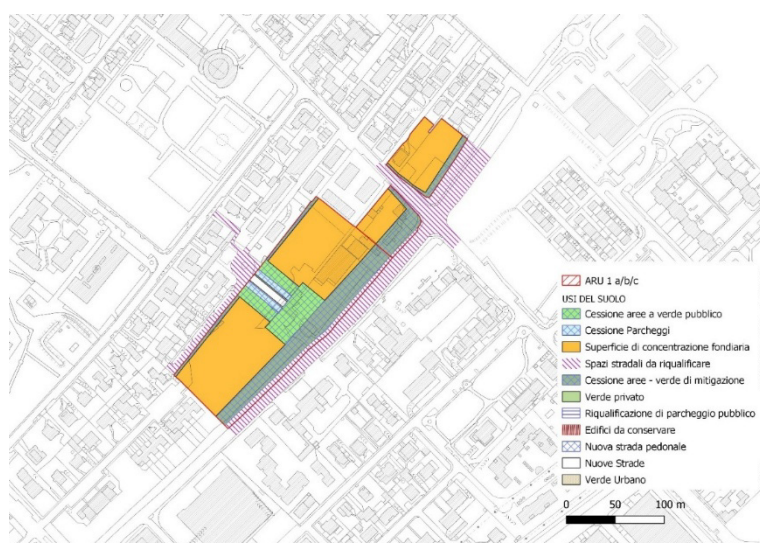 ARU 1 a/b/c
USI DEL SUOLO
Cessione aree a verde pubblico
Cessione Parcheggi
Superficie di concentrazione fondiaria
Spazi stradali da riqualificare
Cessione aree - verde di mitigazione
Verde privato
Riqualificazione di parcheggio pubblico
Edifici da conservare
Nuova strada pedonale
Nuove Strade
Verde Urbano
0 50 100 m